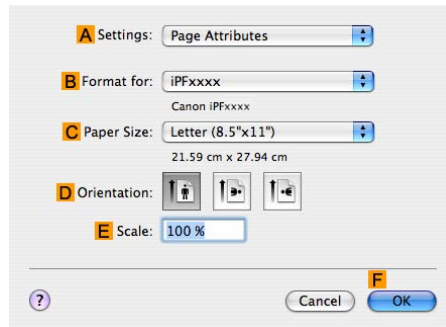 A Settings: Page Attributes
B Format for: iPFxxxx
Canon iPFxxxx
C Paper Size: Letter (8.5"x11")
21.59 cm x 27.94 cm
D Orientation:
E Scale: 100 %
F
? Cancel OK